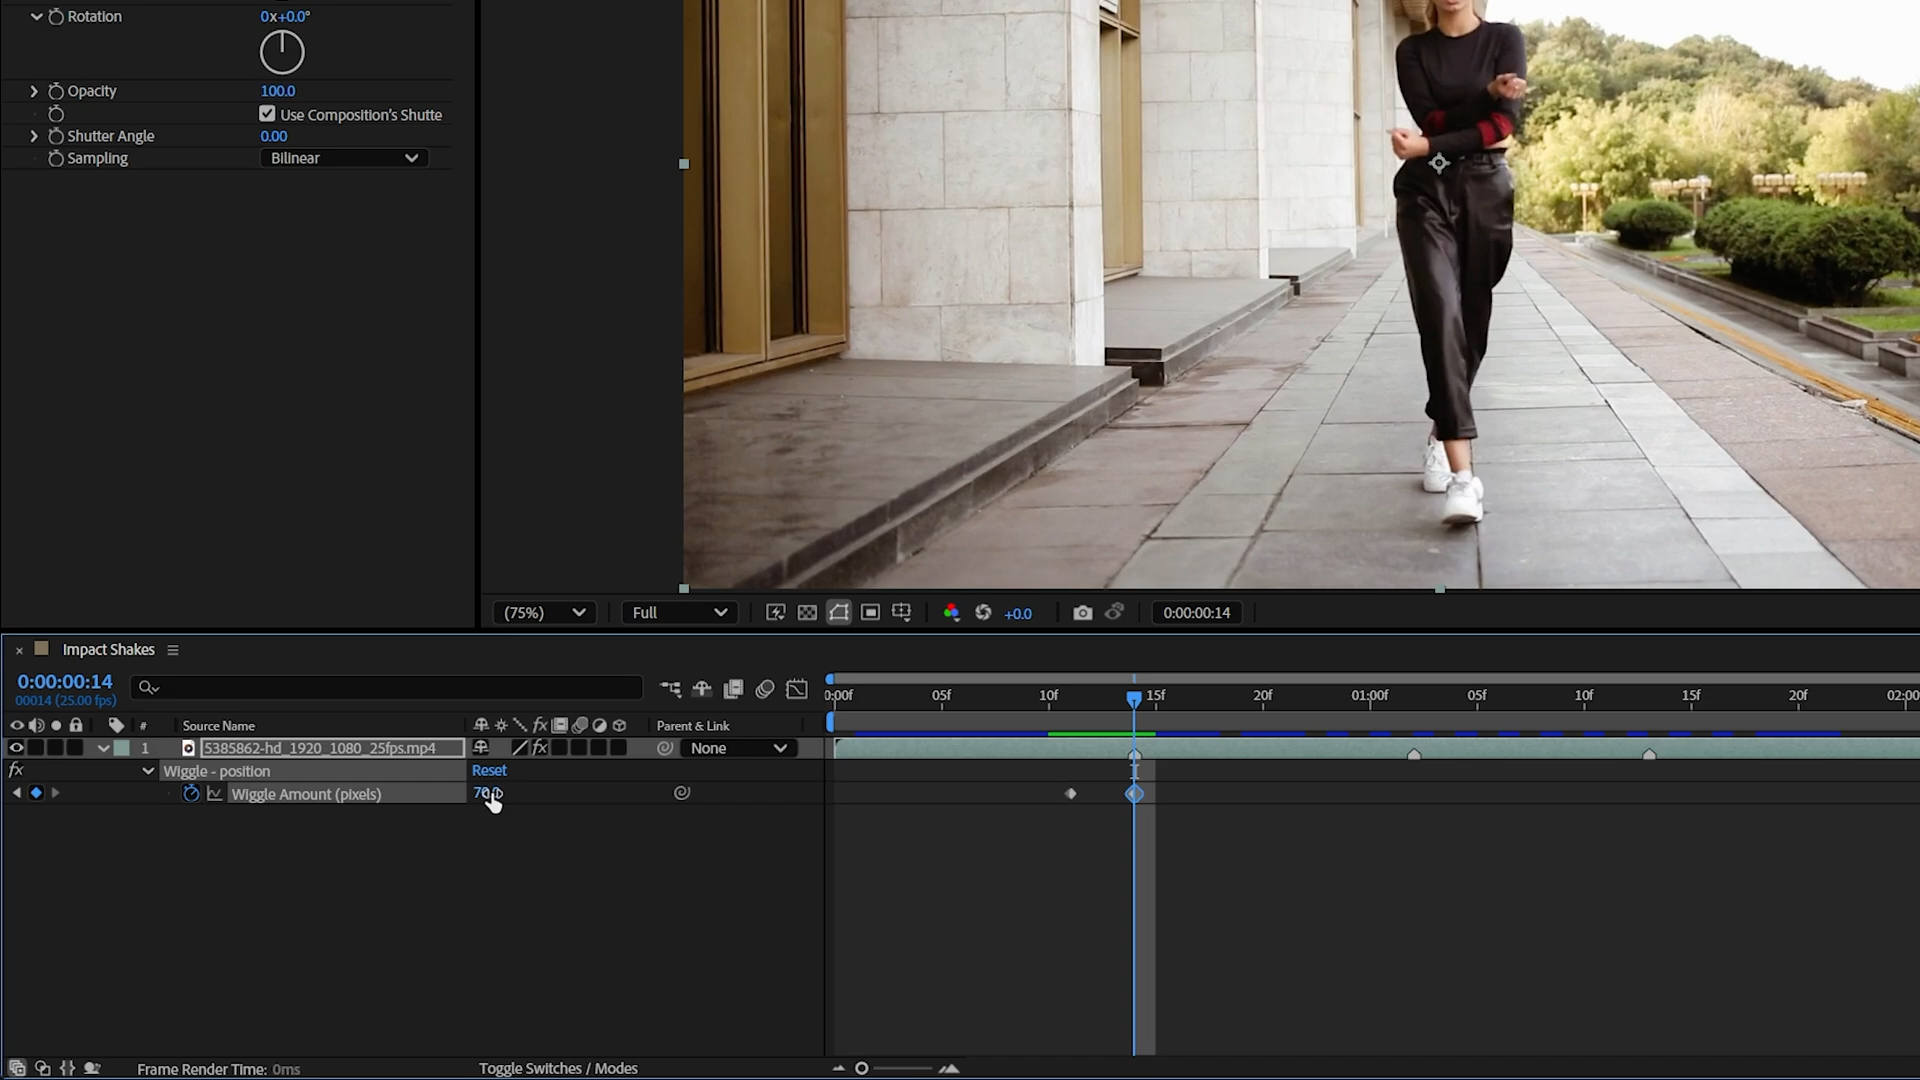 Rotation 0x+0.0°
Opacity 100.0
Use Composition's Shutte
Shutter Angle 0.00
Sampling Bilinear
(75%) Full +0.0 0:00:00:14
Impact Shakes
0:00:00:14
00014 (25.00 fps)
0:00f 05f 10f 15f 20f 01:00f 05f 10f 15f 20f 02:00
# Source Name fx Parent & Link
1 5385862-hd_1920_1080_25fps.mp4 fx None
fx Wiggle - position Reset
Wiggle Amount (pixels)
Frame Render Time: 0ms Toggle Switches / Modes